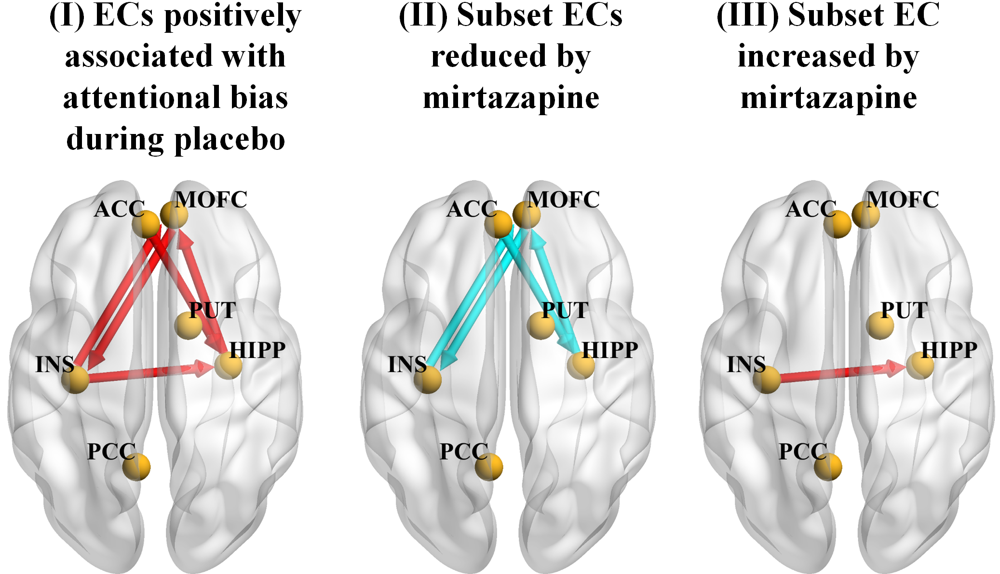 (I) ECs positively
associated with
attentional bias
during placebo
(II) Subset ECs
reduced by
mirtazapine
(III) Subset EC
increased by
mirtazapine
ACC
MOFC
PUT
HIPP
INS
PCC
ACC
MOFC
PUT
HIPP
INS
PCC
ACC
MOFC
PUT
HIPP
INS
PCC